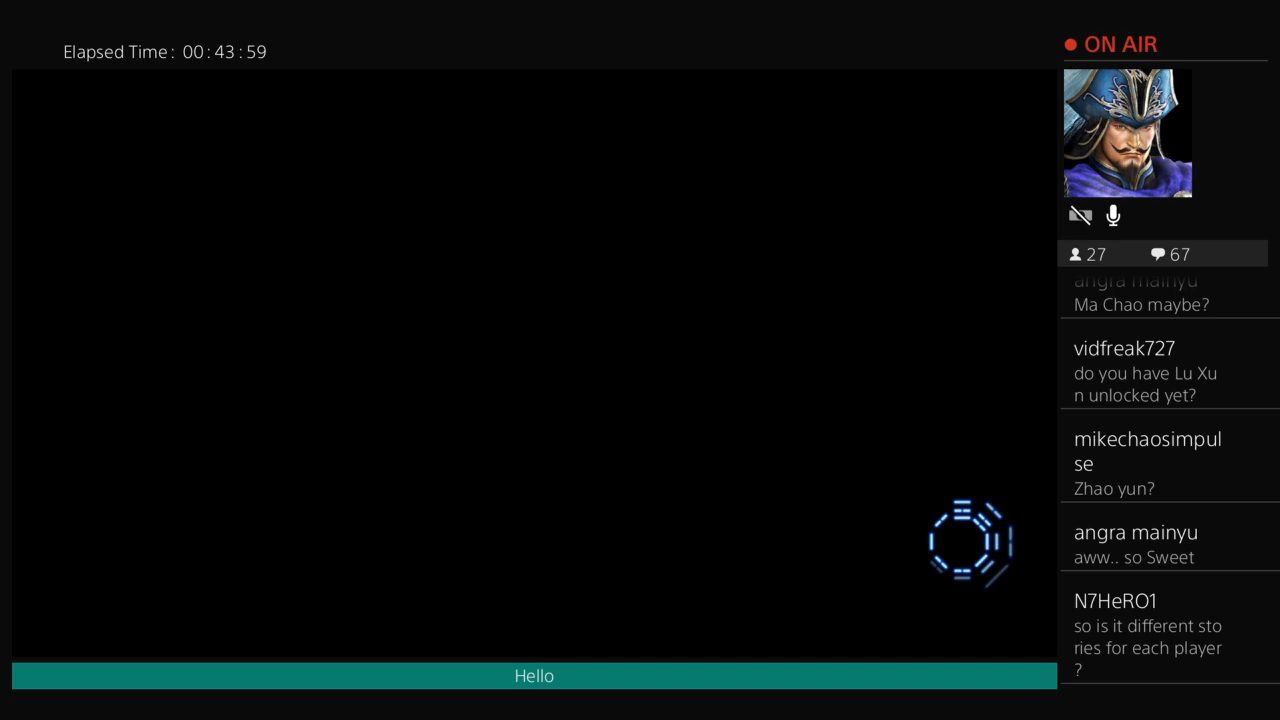 Elapsed Time: 00:43:59
ON AIR
27
67
angra mainyu
Ma Chao maybe?
vidfreak727
do you have Lu Xu
n unlocked yet?
mikechaosimpul
se
Zhao yun?
angra mainyu
aww.. so Sweet
N7HeRO1
so is it different sto
ries for each player
?
Hello